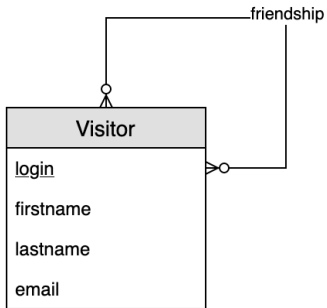 friendship
Visitor
login
firstname
lastname
email